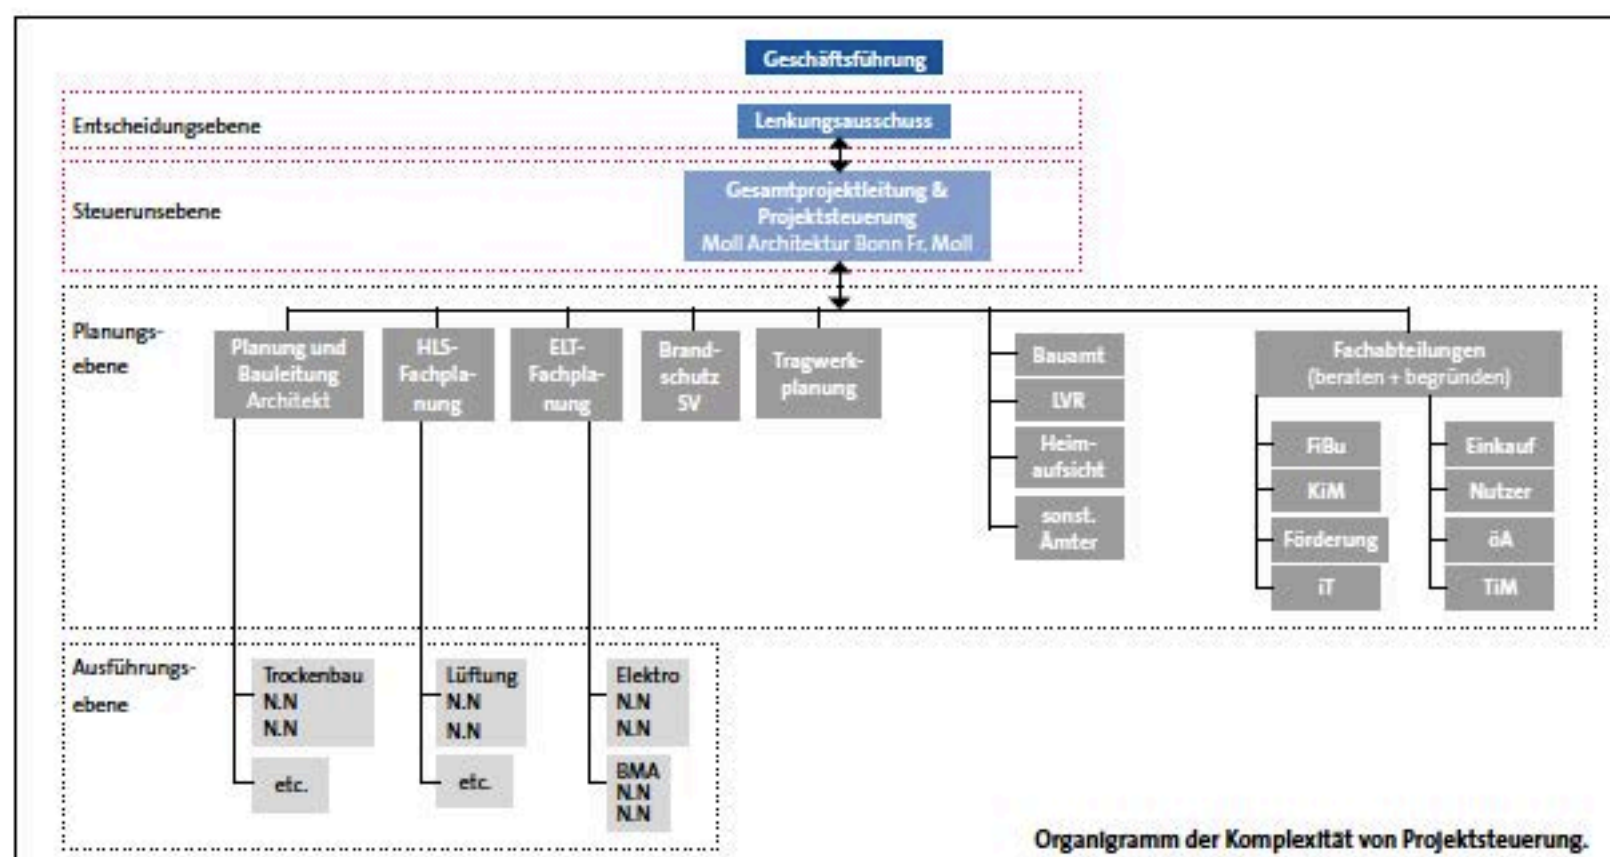 Geschäftsführung
Entscheidungsebene
Lenkungsausschuss
Steuerunsebene
Gesamtprojektleitung &
Projektsteuerung
Moll Architektur Bonn Fr. Moll
Planungs-
ebene
Planung und
Bauleitung
Architekt
HLS-
Fachpla-
nung
ELT-
Fachpla-
nung
Brand-
schutz
SV
Tragwerk-
planung
Bauamt
LVR
Heim-
aufsicht
sonst.
Ämter
Fachabteilungen
(beraten + begründen)
FiBu
KiM
Förderung
iT
Einkauf
Nutzer
öA
TiM
Ausführungs-
ebene
Trockenbau
N.N
N.N
etc.
Lüftung
N.N
N.N
etc.
Elektro
N.N
N.N
BMA
N.N
N.N
Organigramm der Komplexität von Projektsteuerung.